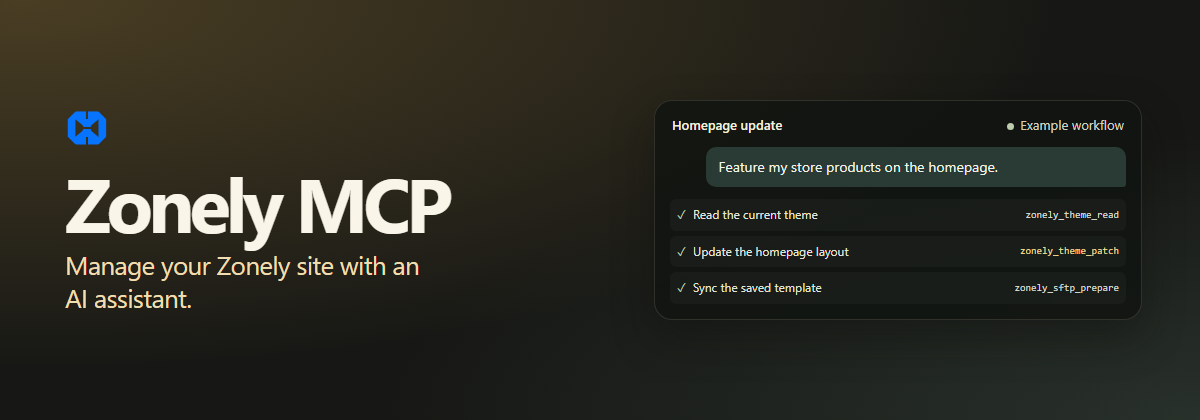 Zonely MCP
Manage your Zonely site with an
AI assistant.
Homepage update
Example workflow
Feature my store products on the homepage.
✓ Read the current theme
zonely_theme_read
✓ Update the homepage layout
zonely_theme_patch
✓ Sync the saved template
zonely_sftp_prepare